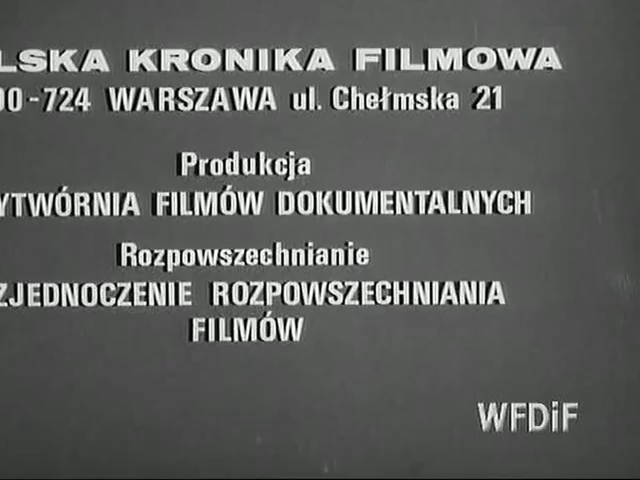 LSKA KRONIKA FILMOWA
00-724 WARSZAWA ul. Chełmska 21
Produkcja
YTWÓRNIA FILMÓW DOKUMENTALNYCH
Rozpowszechnianie
ZJEDNOCZENIE ROZPOWSZECHNIANIA
FILMÓW
WFDiF